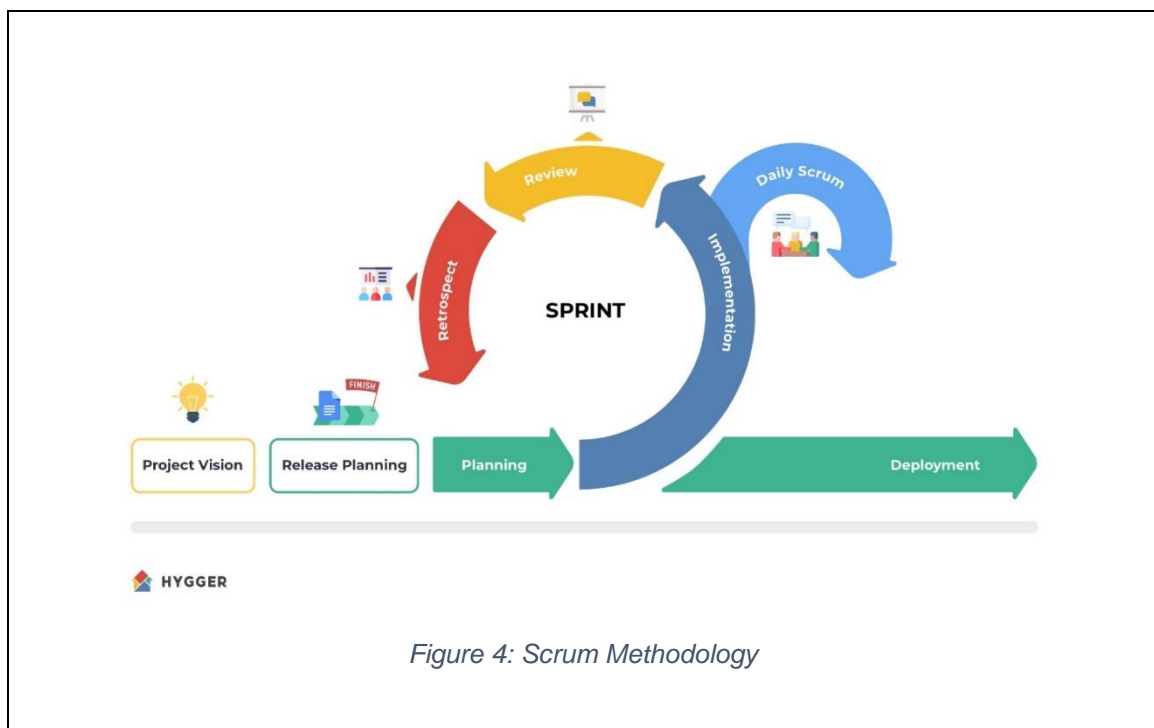 Review
Daily Scrum
Retrospect
SPRINT
Implementation
FINISH
Project Vision
Release Planning
Planning
Deployment
HYGGER
Figure 4: Scrum Methodology